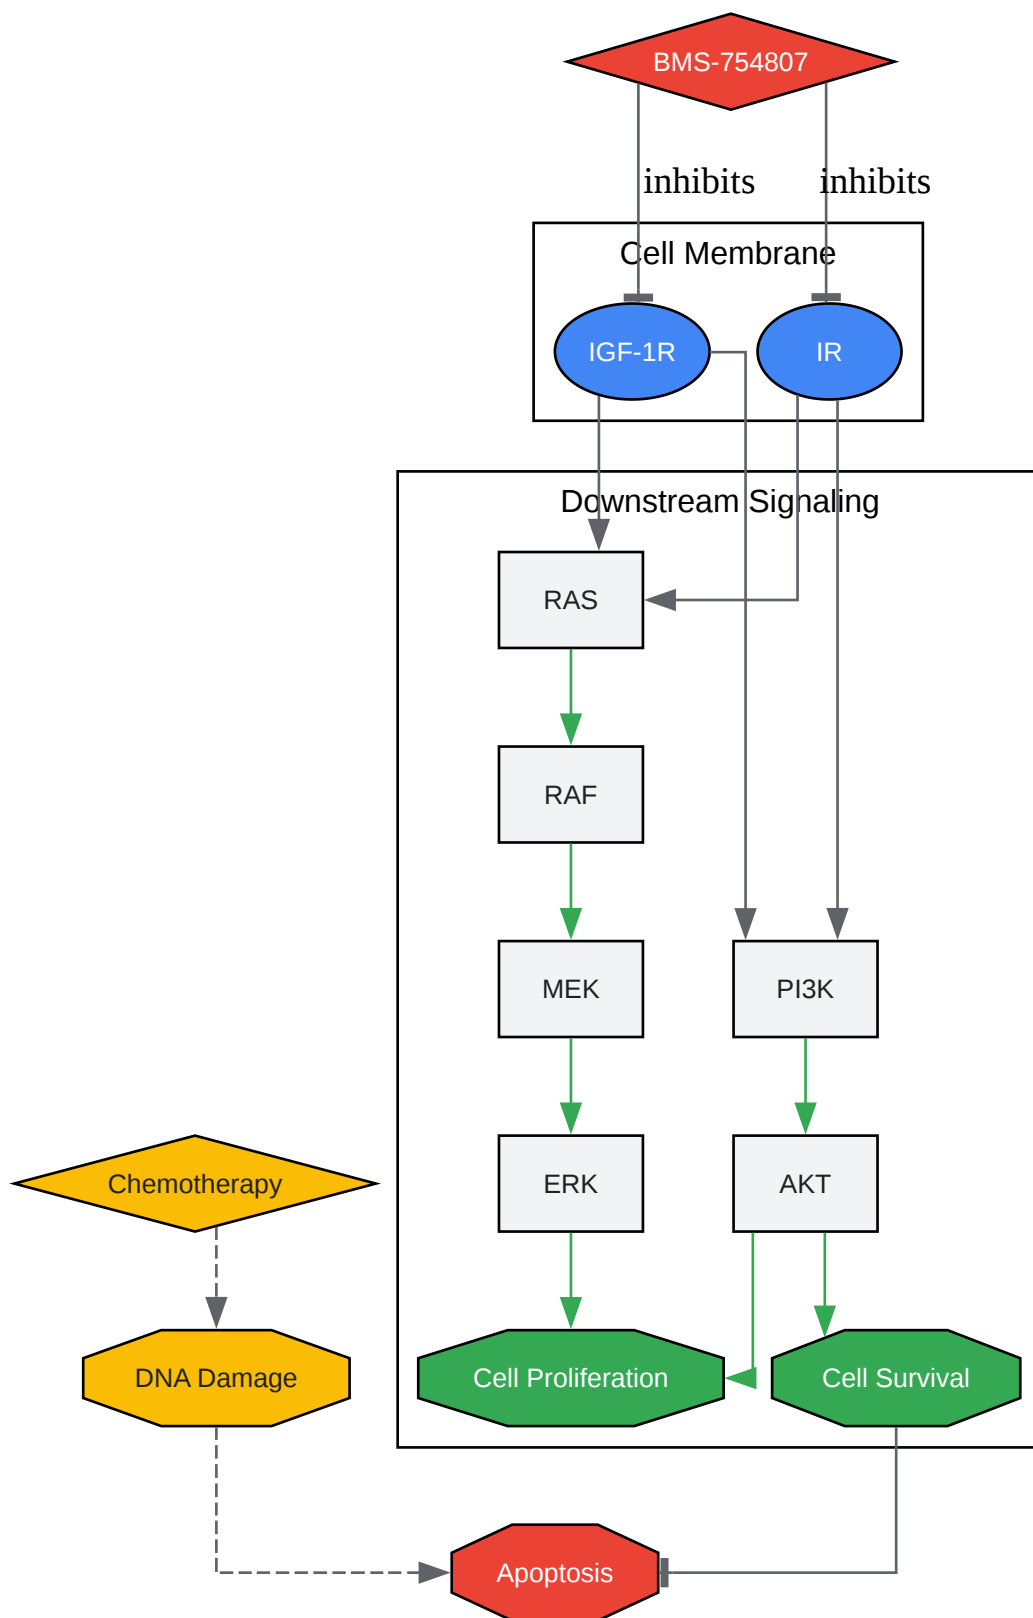 BMS-754807
inhibits
inhibits
Cell Membrane
IGF-1R
IR
Downstream Signaling
RAS
RAF
MEK
PI3K
Chemotherapy
ERK
AKT
DNA Damage
Cell Proliferation
Cell Survival
Apoptosis